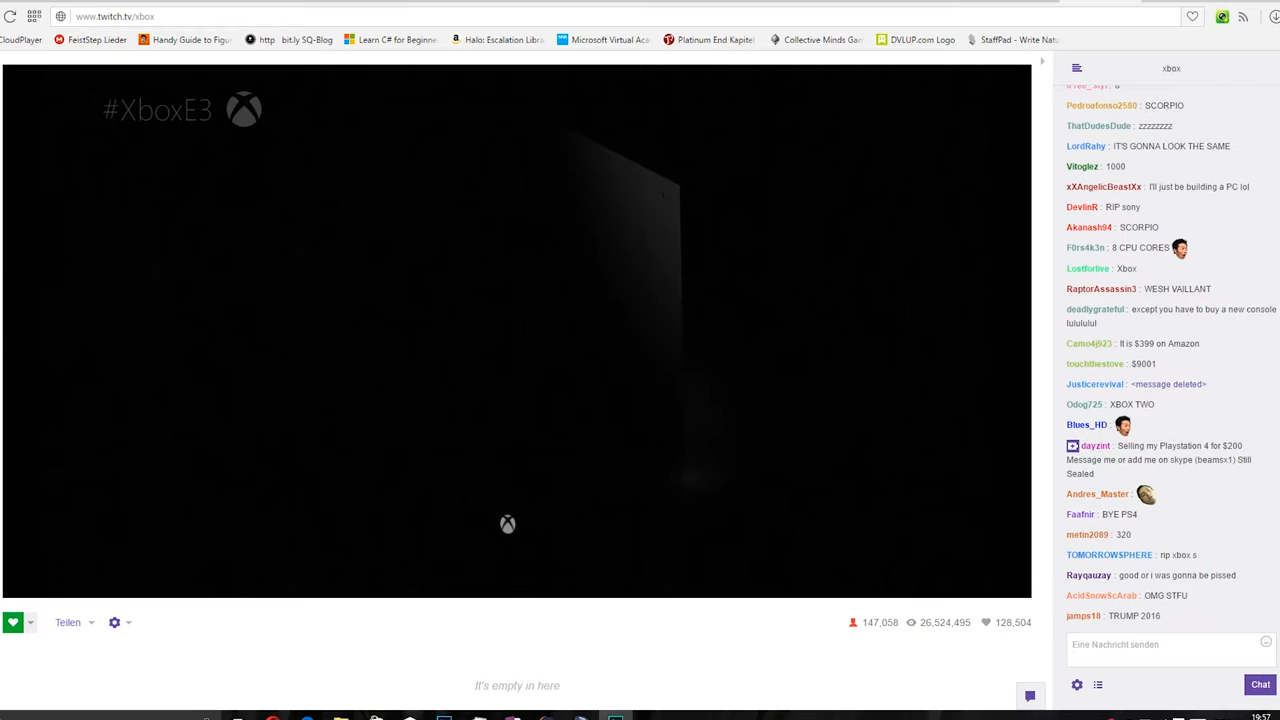 www.twitch.tv/xbox
CloudPlayer
FeistStep Lieder
Handy Guide to Figu
http bit.ly SQ-Blog
Learn C# for Beginne
Halo: Escalation Libra
Microsoft Virtual Aca
Platinum End Kapitel
Collective Minds Gam
DVLUP.com Logo
StaffPad - Write Natu
#XboxE3
xbox
Pedroafonso2580 : SCORPIO
ThatDudesDude : zzzzzzzz
LordRahy : IT'S GONNA LOOK THE SAME
Vitoglez : 1000
xXAngelicBeastXx : I'll just be building a PC lol
DevlinR : RIP sony
Akanash94 : SCORPIO
F0rs4k3n : 8 CPU CORES
Lostforlive : Xbox
RaptorAssassin3 : WESH VAILLANT
deadlygrateful : except you have to buy a new console
lulululul
Camo4j923 : It is $399 on Amazon
touchthestove : $9001
Justicerevival : <message deleted>
Odog725 : XBOX TWO
Blues_HD :
dayzint : Selling my Playstation 4 for $200
Message me or add me on skype (beamsx1) Still
Sealed
Andres_Master :
Faafnir : BYE PS4
metin2089 : 320
TOMORROWSPHERE : rip xbox s
Rayqauzay : good or i was gonna be pissed
AcidSnowScArab : OMG STFU
jamps18 : TRUMP 2016
Teilen
147,058
26,524,495
128,504
Eine Nachricht senden
It's empty in here
Chat
19:57